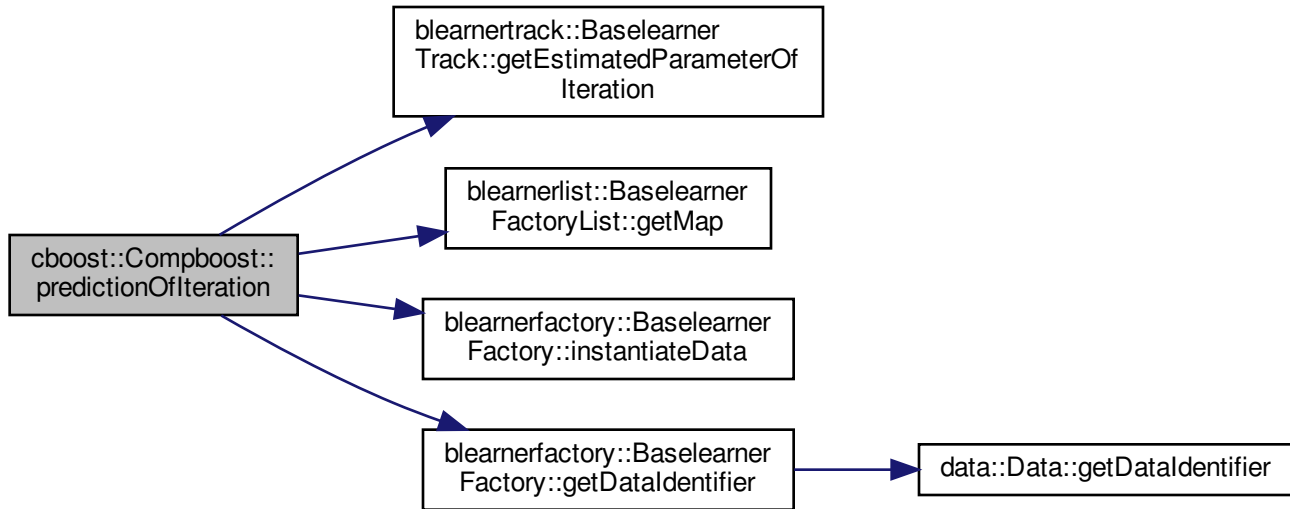 blearnertrack::Baselearner
Track::getEstimatedParameterOf
Iteration
blearnerlist::Baselearner
FactoryList::getMap
cboost::Compboost::
predictionOfIteration
blearnerfactory::Baselearner
Factory::instantiateData
blearnerfactory::Baselearner
Factory::getDataIdentifier
data::Data::getDataIdentifier